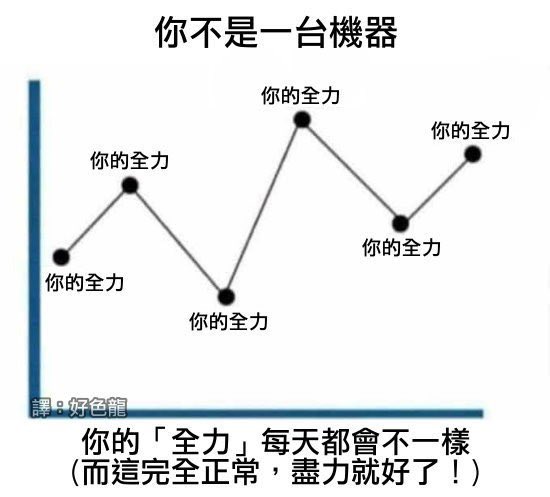 你不是一台機器
你的全力
你的全力
你的全力
你的全力
你的全力
你的全力
譯：好色龍
你的「全力」每天都會不一樣
（而這完全正常，盡力就好了！）